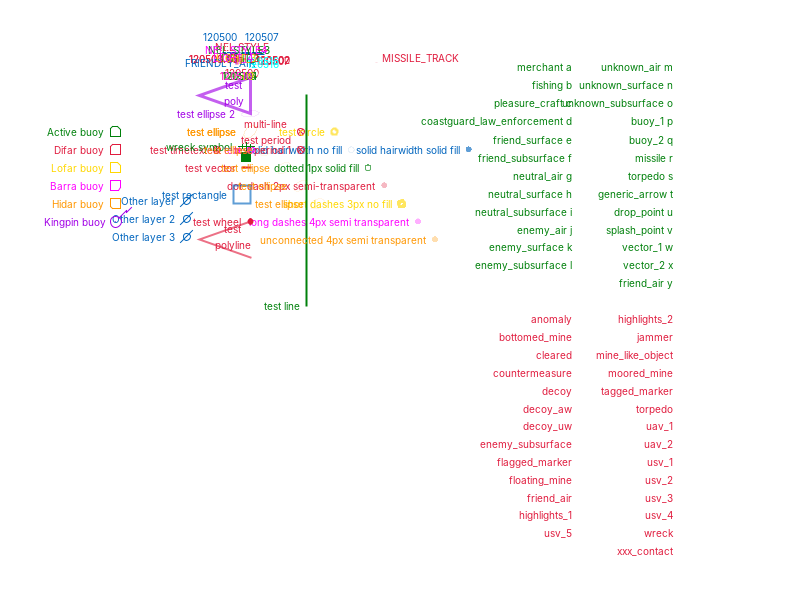 120500 120507
MISSILE_TRACK
merchant a
unknown_air m
fishing b
unknown_surface n
unknown_subsurface o
coastguard_law_enforcement d
buoy_1 p
friend_surface e
buoy_2 q
friend_subsurface f
missile r
neutral_air g
torpedo s
neutral_surface h
generic_arrow t
neutral_subsurface i
drop_point u
enemy_air j
splash_point v
enemy_surface k
vector_1 w
enemy_subsurface l
vector_2 x
friend_air y
test
poly
test ellipse 2
multi-line
Active buoy
test ellipse
test circle
Difar buoy
test period
solid hairwidth solid fill
Lofar buoy
test vector
dotted 1px solid fill
Barra buoy
dot-dash 2px semi-transparent
test rectangle
Hidar buoy
Other layer
Kingpin buoy
Other layer 2
test wheel
long dashes 4px semi transparent
Other layer 3
test
polyline
unconnected 4px semi transparent
test line
anomaly
highlights_2
bottomed_mine
jammer
cleared
mine_like_object
countermeasure
moored_mine
decoy
tagged_marker
decoy_aw
torpedo
decoy_uw
uav_1
enemy_subsurface
uav_2
flagged_marker
usv_1
floating_mine
usv_2
friend_air
usv_3
highlights_1
usv_4
usv_5
wreck
xxx_contact